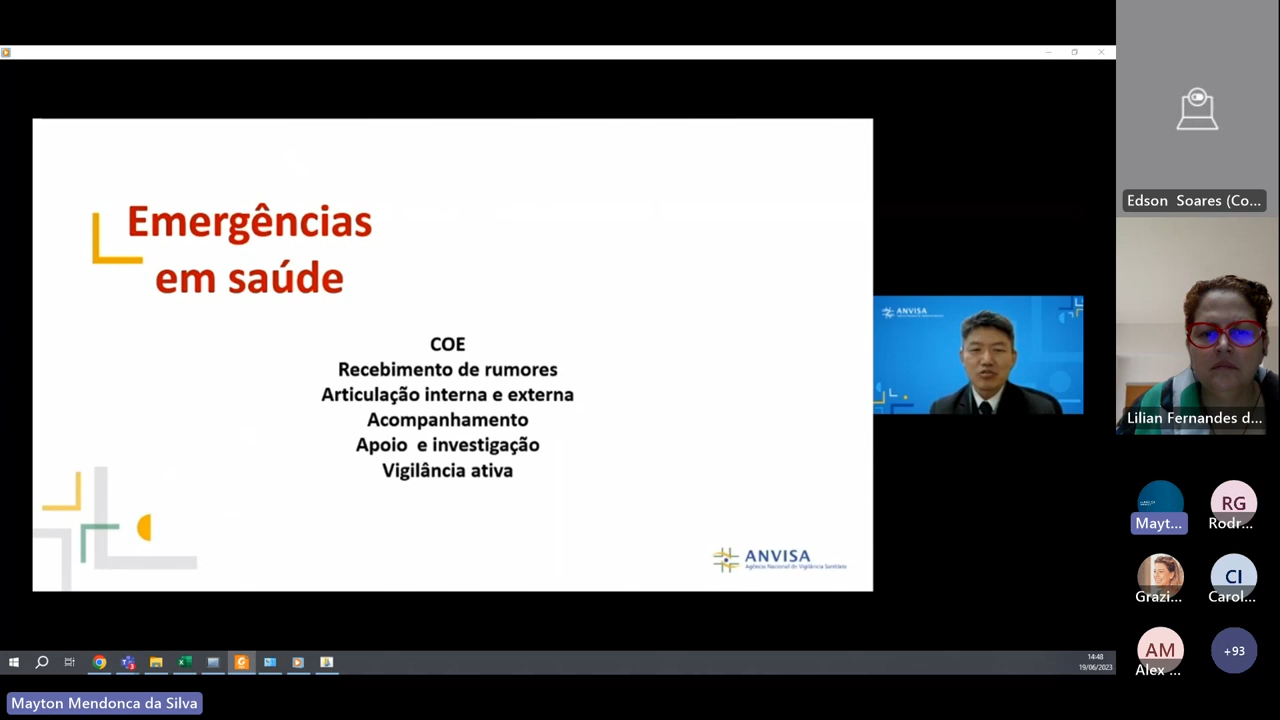 Emergências
em saúde
COE
Recebimento de rumores
Articulação interna e externa
Acompanhamento
Apoio e investigação
Vigilância ativa
ANVISA
Agência Nacional de Vigilância Sanitária
ANVISA
Edson Soares (Co...
Lilian Fernandes d...
Mayt...
RG
Rodr...
Grazi...
CI
Carol...
AM
Alex ...
+93
14:48
19/06/2023
Mayton Mendonca da Silva